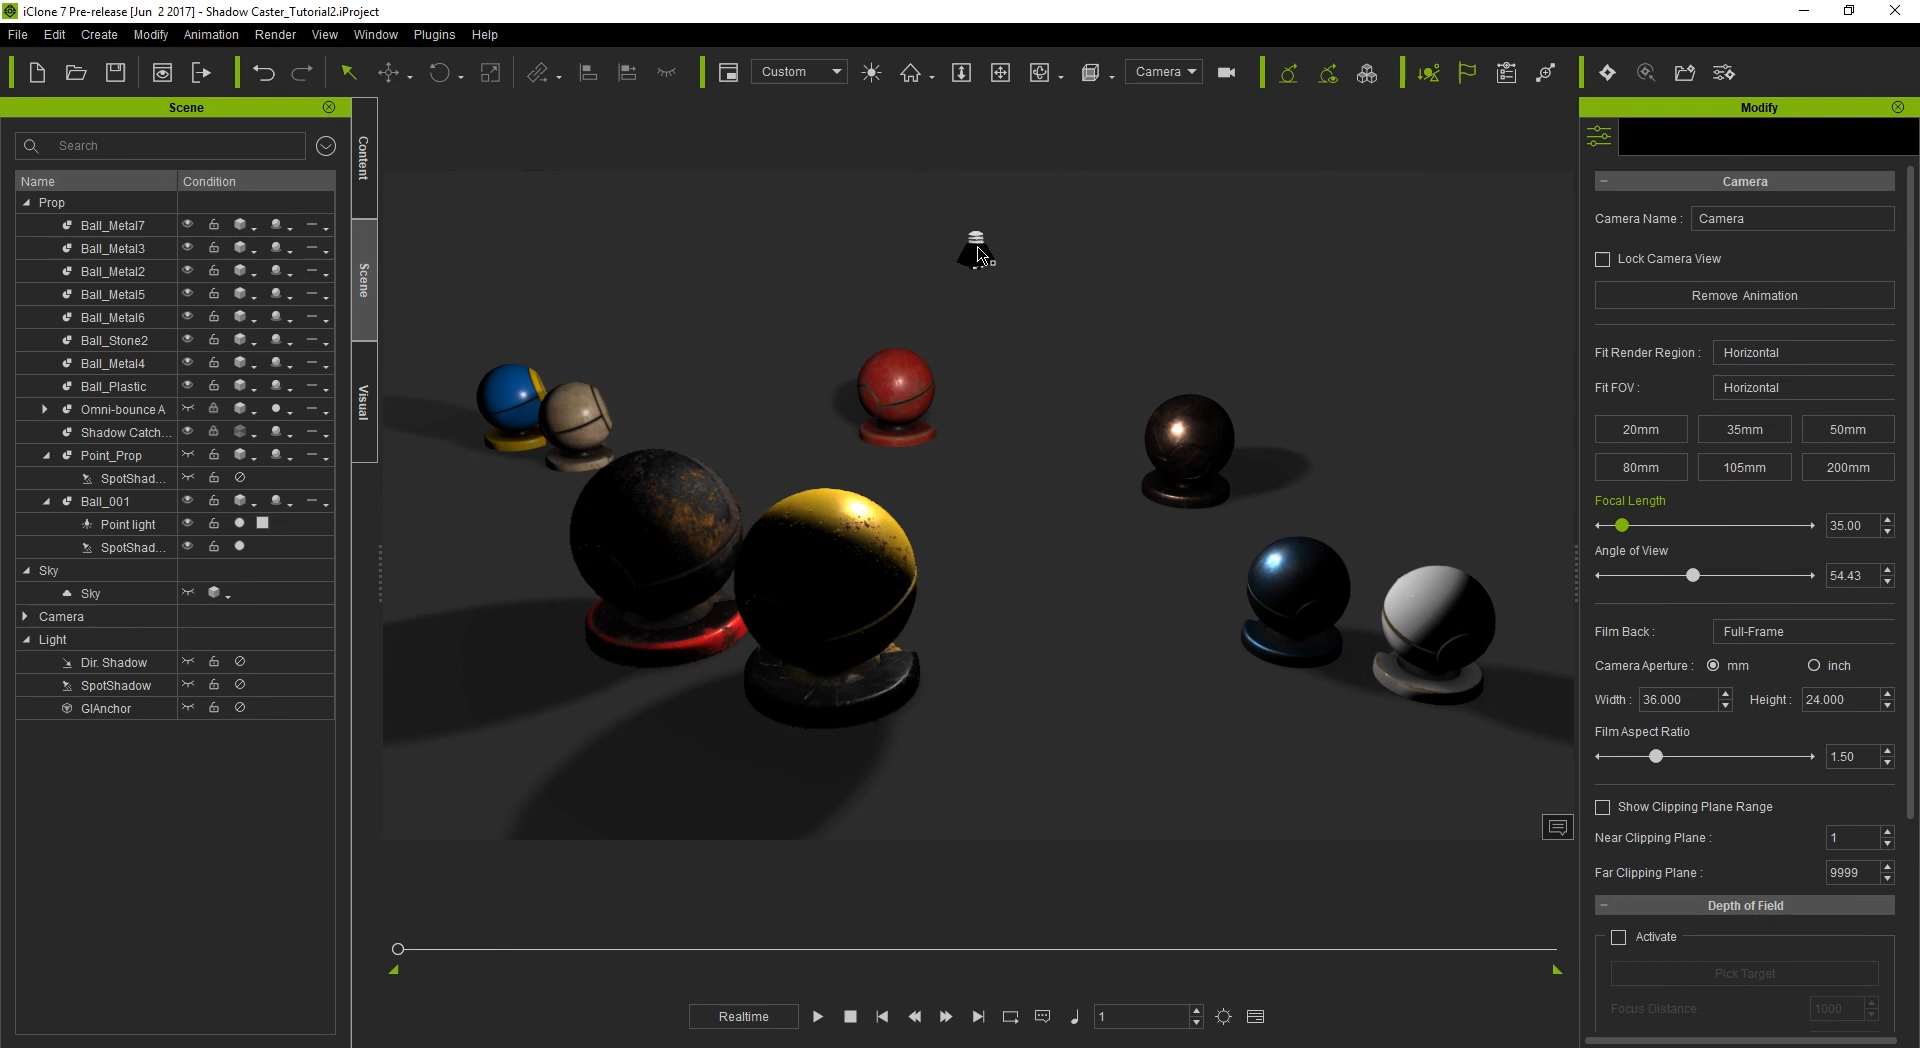 iClone 7 Pre-release [Jun 2 2017] - Shadow Caster_Tutorial2.iProject
File Edit Create Modify Animation Render View Window Plugins Help
Custom Camera
Scene
Search
Name Condition
Prop
Ball_Metal7
Ball_Metal3
Ball_Metal2
Ball_Metal5
Ball_Metal6
Ball_Stone2
Ball_Metal4
Ball_Plastic
Omni-bounce A
Shadow Catch...
Point_Prop
SpotShad...
Ball_001
Point light
SpotShad...
Sky
Sky
Camera
Light
Dir. Shadow
SpotShadow
GIAnchor
Content
Scene
Visual
Realtime
1
Modify
Camera
Camera Name : Camera
Lock Camera View
Remove Animation
Fit Render Region : Horizontal
Fit FOV : Horizontal
20mm 35mm 50mm
80mm 105mm 200mm
Focal Length
35.00
Angle of View
54.43
Film Back : Full-Frame
Camera Aperture : mm inch
Width : 36.000 Height : 24.000
Film Aspect Ratio
1.50
Show Clipping Plane Range
Near Clipping Plane : 1
Far Clipping Plane : 9999
Depth of Field
Activate
Pick Target
Focus Distance : 1000